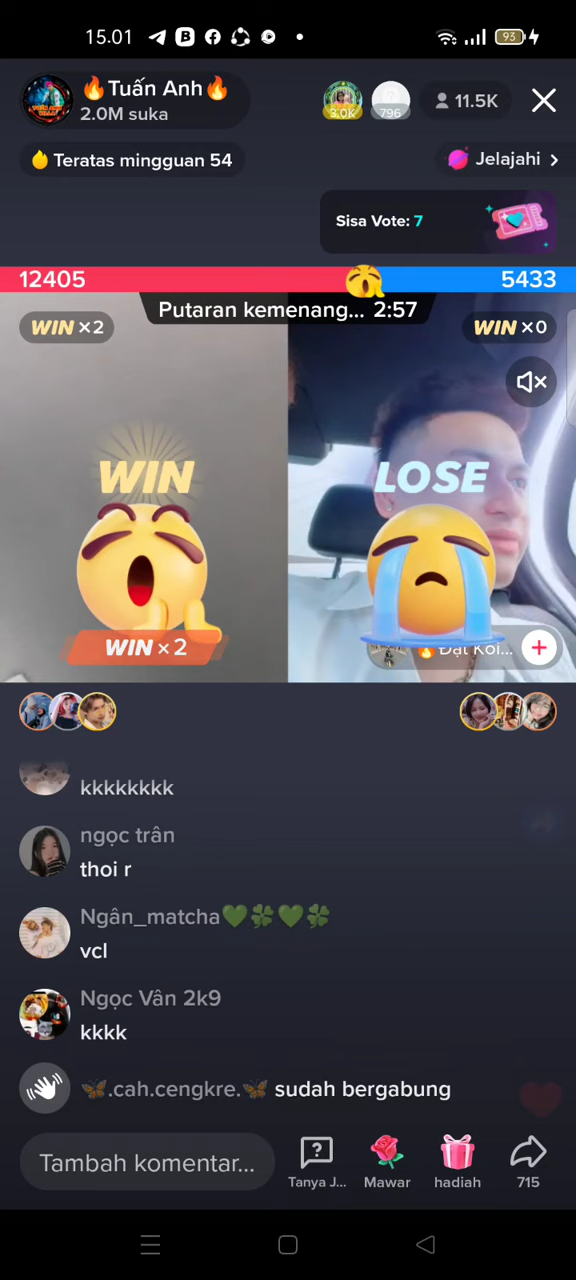 15.01
93
🔥Tuấn Anh🔥
2.0M suka
3.0K
796
11.5K
Teratas mingguan 54
Jelajahi
Sisa Vote: 7
12405
5433
Putaran kemenang... 2:57
WIN ×2
WIN ×0
WIN
LOSE
WIN × 2
🔥 Đạt Koi...
kkkkkkkk
ngọc trân
thoi r
Ngân_matcha💚🍀💚🍀
vcl
Ngọc Vân 2k9
kkkk
🦋.cah.cengkre.🦋 sudah bergabung
Tambah komentar...
Tanya J...
Mawar
hadiah
715